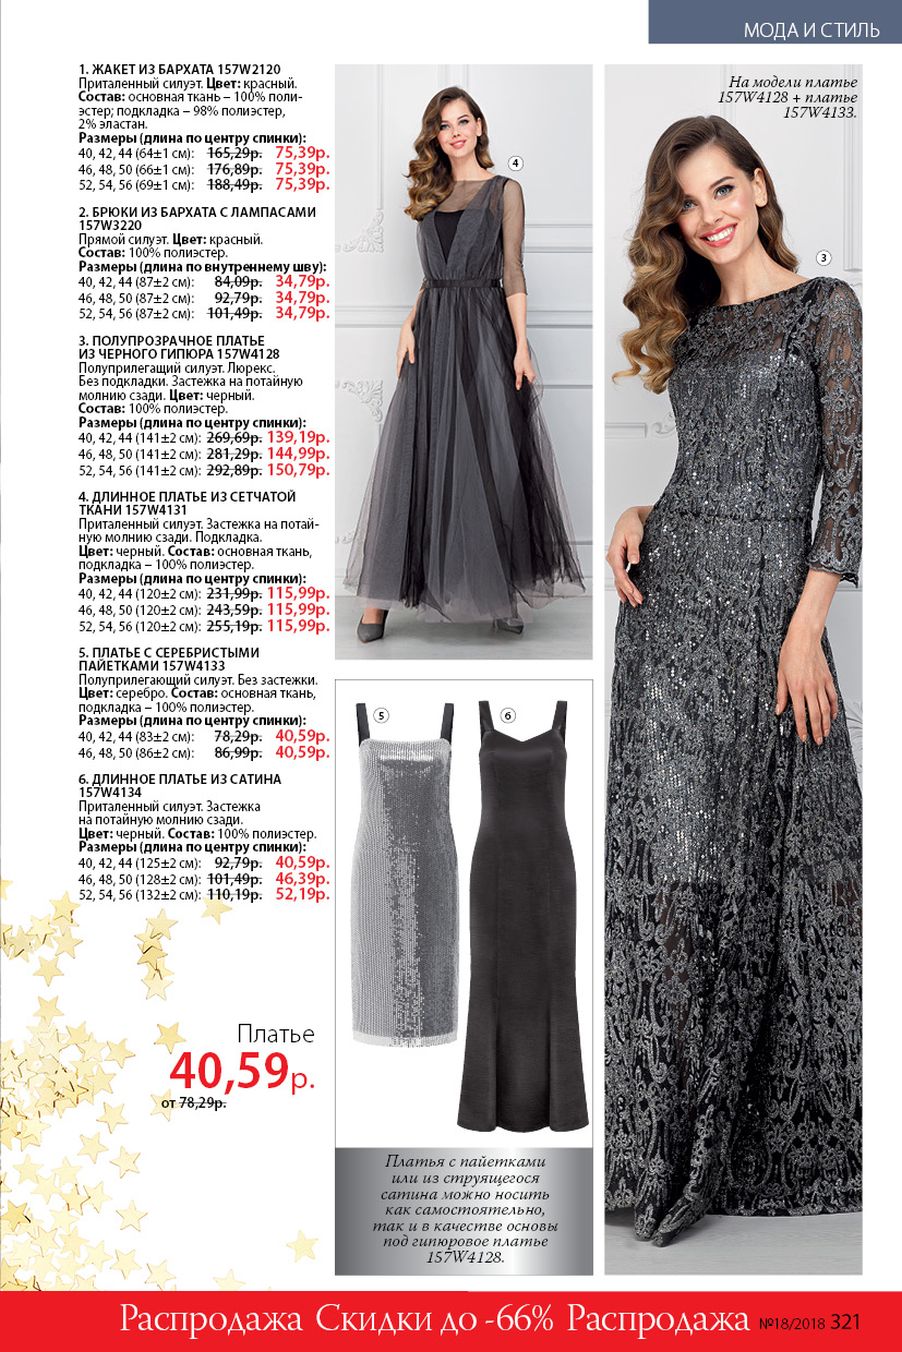 МОДА И СТИЛЬ
1. ЖАКЕТ ИЗ БАРХАТА 157W2120
Приталенный силуэт. Цвет: красный.
Состав: основная ткань – 100% поли-
эстер; подкладка – 98% полиэстер,
2% эластан.
Размеры (длина по центру спинки):
40, 42, 44 (64±1 см): 165,29р. 75,39р.
46, 48, 50 (66±1 см): 176,89р. 75,39р.
52, 54, 56 (69±1 см): 188,49р. 75,39р.
2. БРЮКИ ИЗ БАРХАТА С ЛАМПАСАМИ
157W3220
Прямой силуэт. Цвет: красный.
Состав: 100% полиэстер.
Размеры (длина по внутреннему шву):
40, 42, 44 (87±2 см): 84,09р. 34,79р.
46, 48, 50 (87±2 см): 92,79р. 34,79р.
52, 54, 56 (87±2 см): 101,49р. 34,79р.
3. ПОЛУПРОЗРАЧНОЕ ПЛАТЬЕ
ИЗ ЧЕРНОГО ГИПЮРА 157W4128
Полуприлегащий силуэт. Люрекс.
Без подкладки. Застежка на потайную
молнию сзади. Цвет: черный.
Состав: 100% полиэстер.
Размеры (длина по центру спинки):
40, 42, 44 (141±2 см): 269,69р. 139,19р.
46, 48, 50 (141±2 см): 281,29р. 144,99р.
52, 54, 56 (141±2 см): 292,89р. 150,79р.
4. ДЛИННОЕ ПЛАТЬЕ ИЗ СЕТЧАТОЙ
ТКАНИ 157W4131
Приталенный силуэт. Застежка на потай-
ную молнию сзади. Подкладка.
Цвет: черный. Состав: основная ткань,
подкладка – 100% полиэстер.
Размеры (длина по центру спинки):
40, 42, 44 (120±2 см): 231,99р. 115,99р.
46, 48, 50 (120±2 см): 243,59р. 115,99р.
52, 54, 56 (120±2 см): 255,19р. 115,99р.
5. ПЛАТЬЕ С СЕРЕБРИСТЫМИ
ПАЙЕТКАМИ 157W4133
Полуприлегающий силуэт. Без застежки.
Цвет: серебро. Состав: основная ткань,
подкладка – 100% полиэстер.
Размеры (длина по центру спинки):
40, 42, 44 (83±2 см): 78,29р. 40,59р.
46, 48, 50 (86±2 см): 86,99р. 40,59р.
6. ДЛИННОЕ ПЛАТЬЕ ИЗ САТИНА
157W4134
Приталенный силуэт. Застежка
на потайную молнию сзади.
Цвет: черный. Состав: 100% полиэстер.
Размеры (длина по центру спинки):
40, 42, 44 (125±2 см): 92,79р. 40,59р.
46, 48, 50 (128±2 см): 101,49р. 46,39р.
52, 54, 56 (132±2 см): 110,19р. 52,19р.
Платье
40,59р.
от 78,29р.
4
На модели платье
157W4128 + платье
157W4133.
3
5
6
Платья с пайетками
или из струящегося
сатина можно носить
как самостоятельно,
так и в качестве основы
под гипюровое платье
157W4128.
Распродажа Скидки до -66% Распродажа №18/2018 321